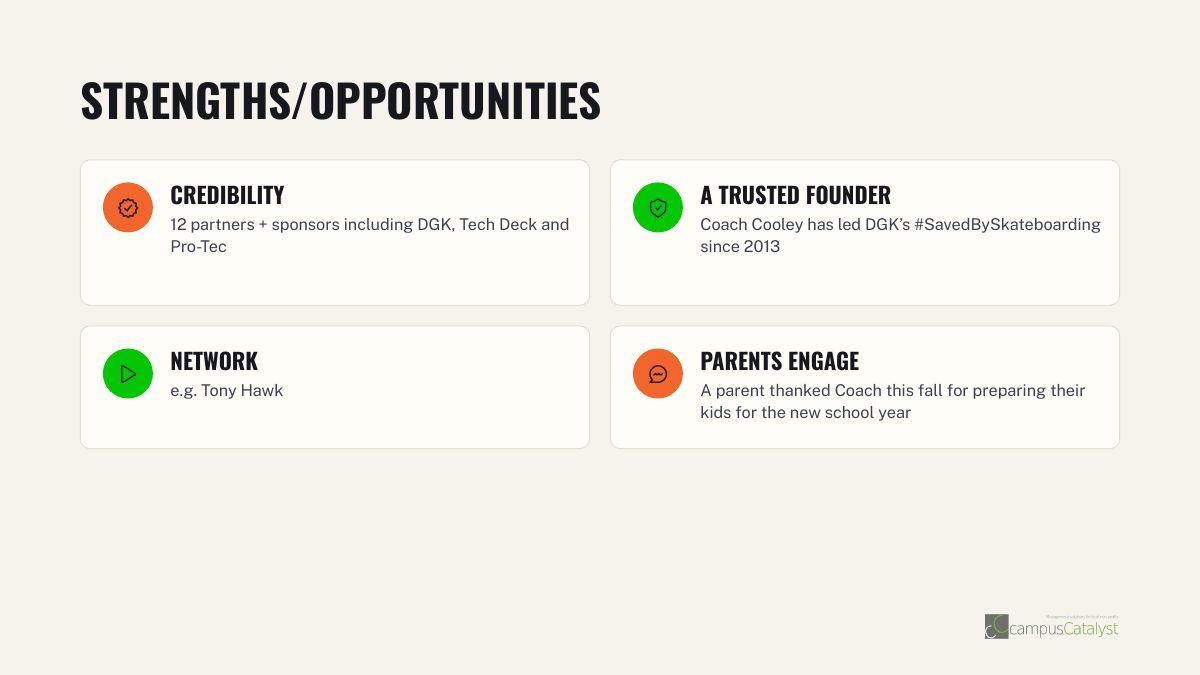 STRENGTHS/OPPORTUNITIES
CREDIBILITY
12 partners + sponsors including DGK, Tech Deck and
Pro-Tec
A TRUSTED FOUNDER
Coach Cooley has led DGK’s #SavedBySkateboarding
since 2013
NETWORK
e.g. Tony Hawk
PARENTS ENGAGE
A parent thanked Coach this fall for preparing their
kids for the new school year
campusCatalyst